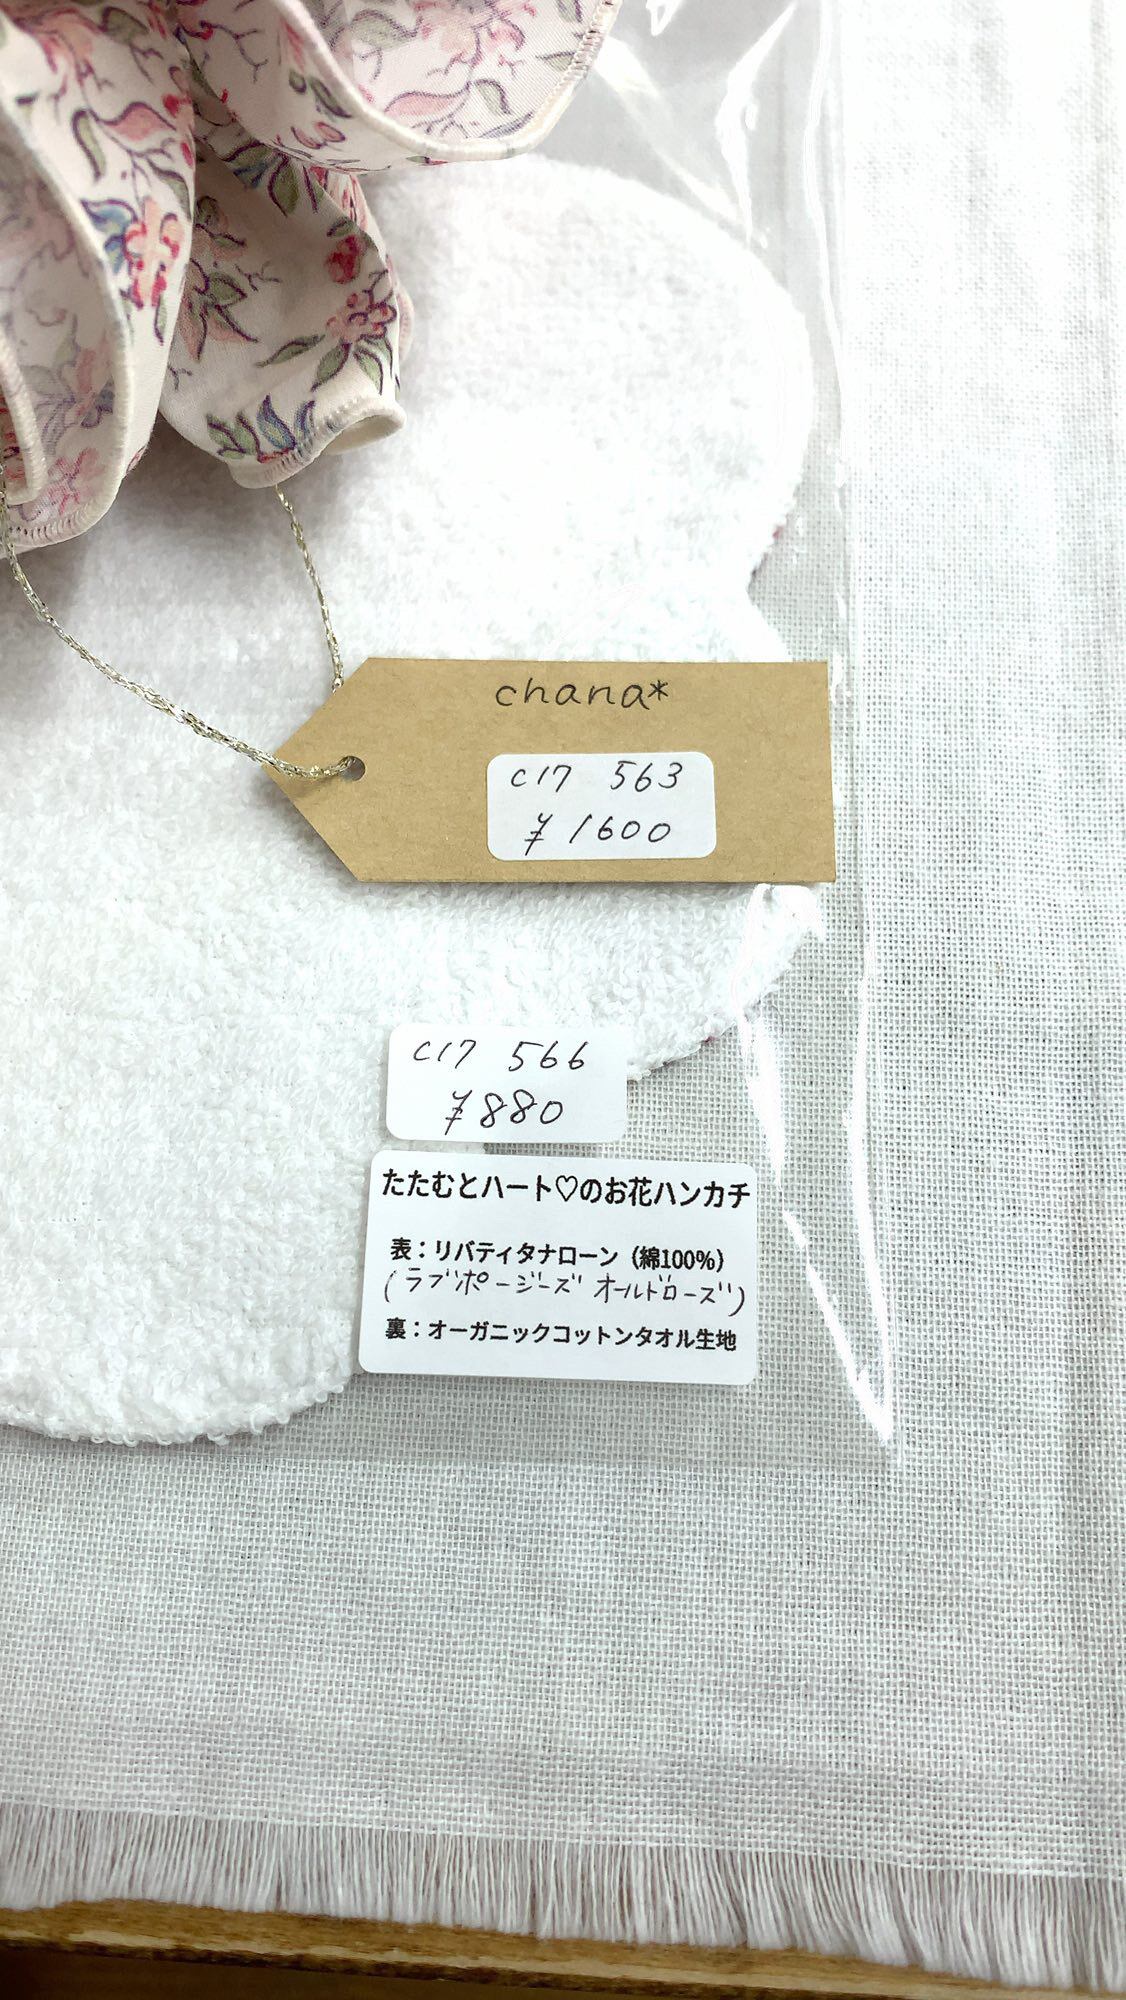 chana*
C17 563
¥1600
C17 566
¥880
たたむとハート♡のお花ハンカチ
表：リバティタナローン（綿100%）
(ラブポージーズ オールドローズ)
裏：オーガニックコットンタオル生地